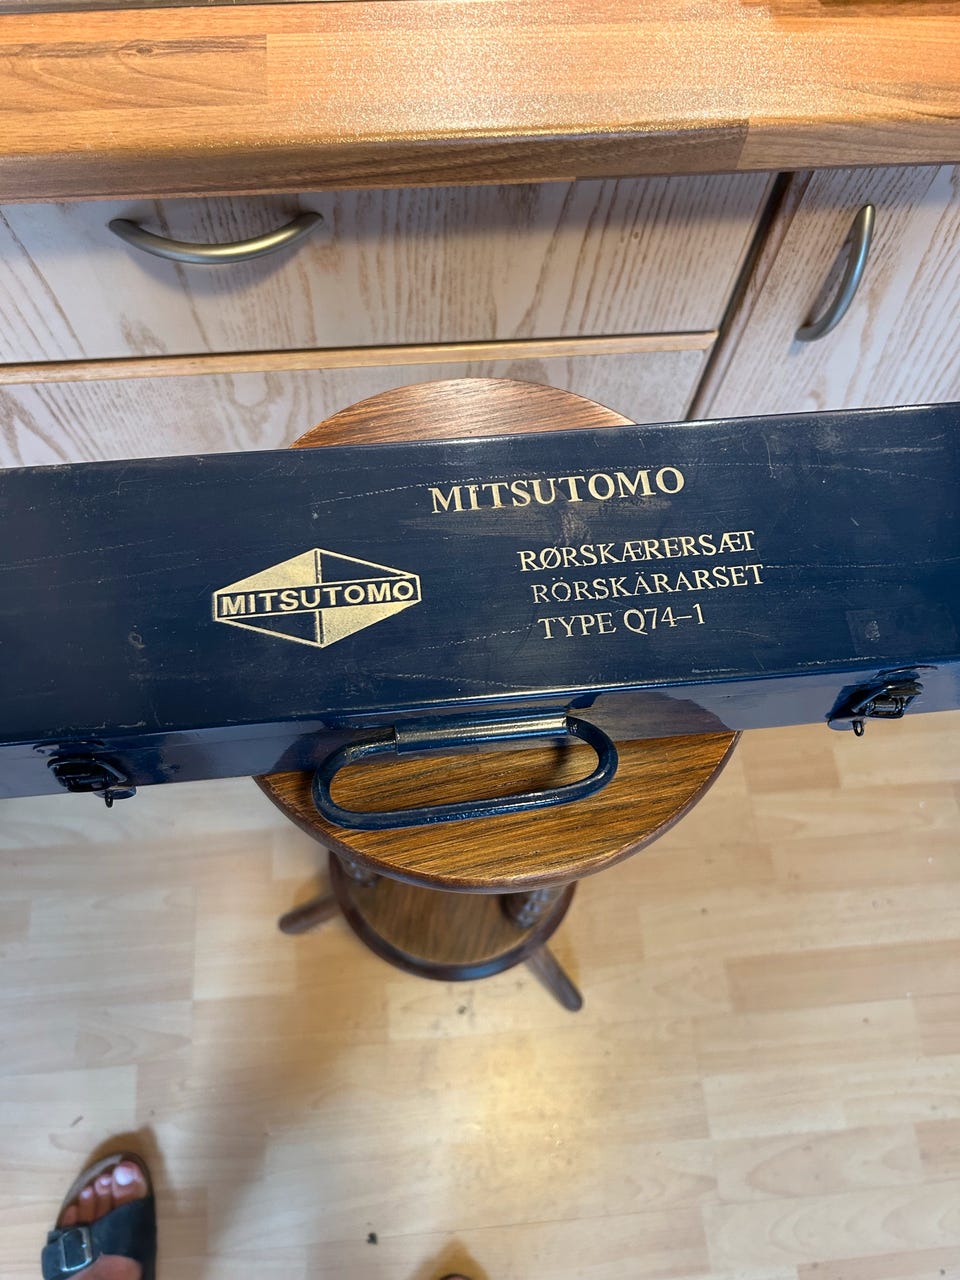 MITSUTOMO
MITSUTOMO
RØRSKÆRERSÆT
RÖRSKÄRARSET
TYPE Q74–1